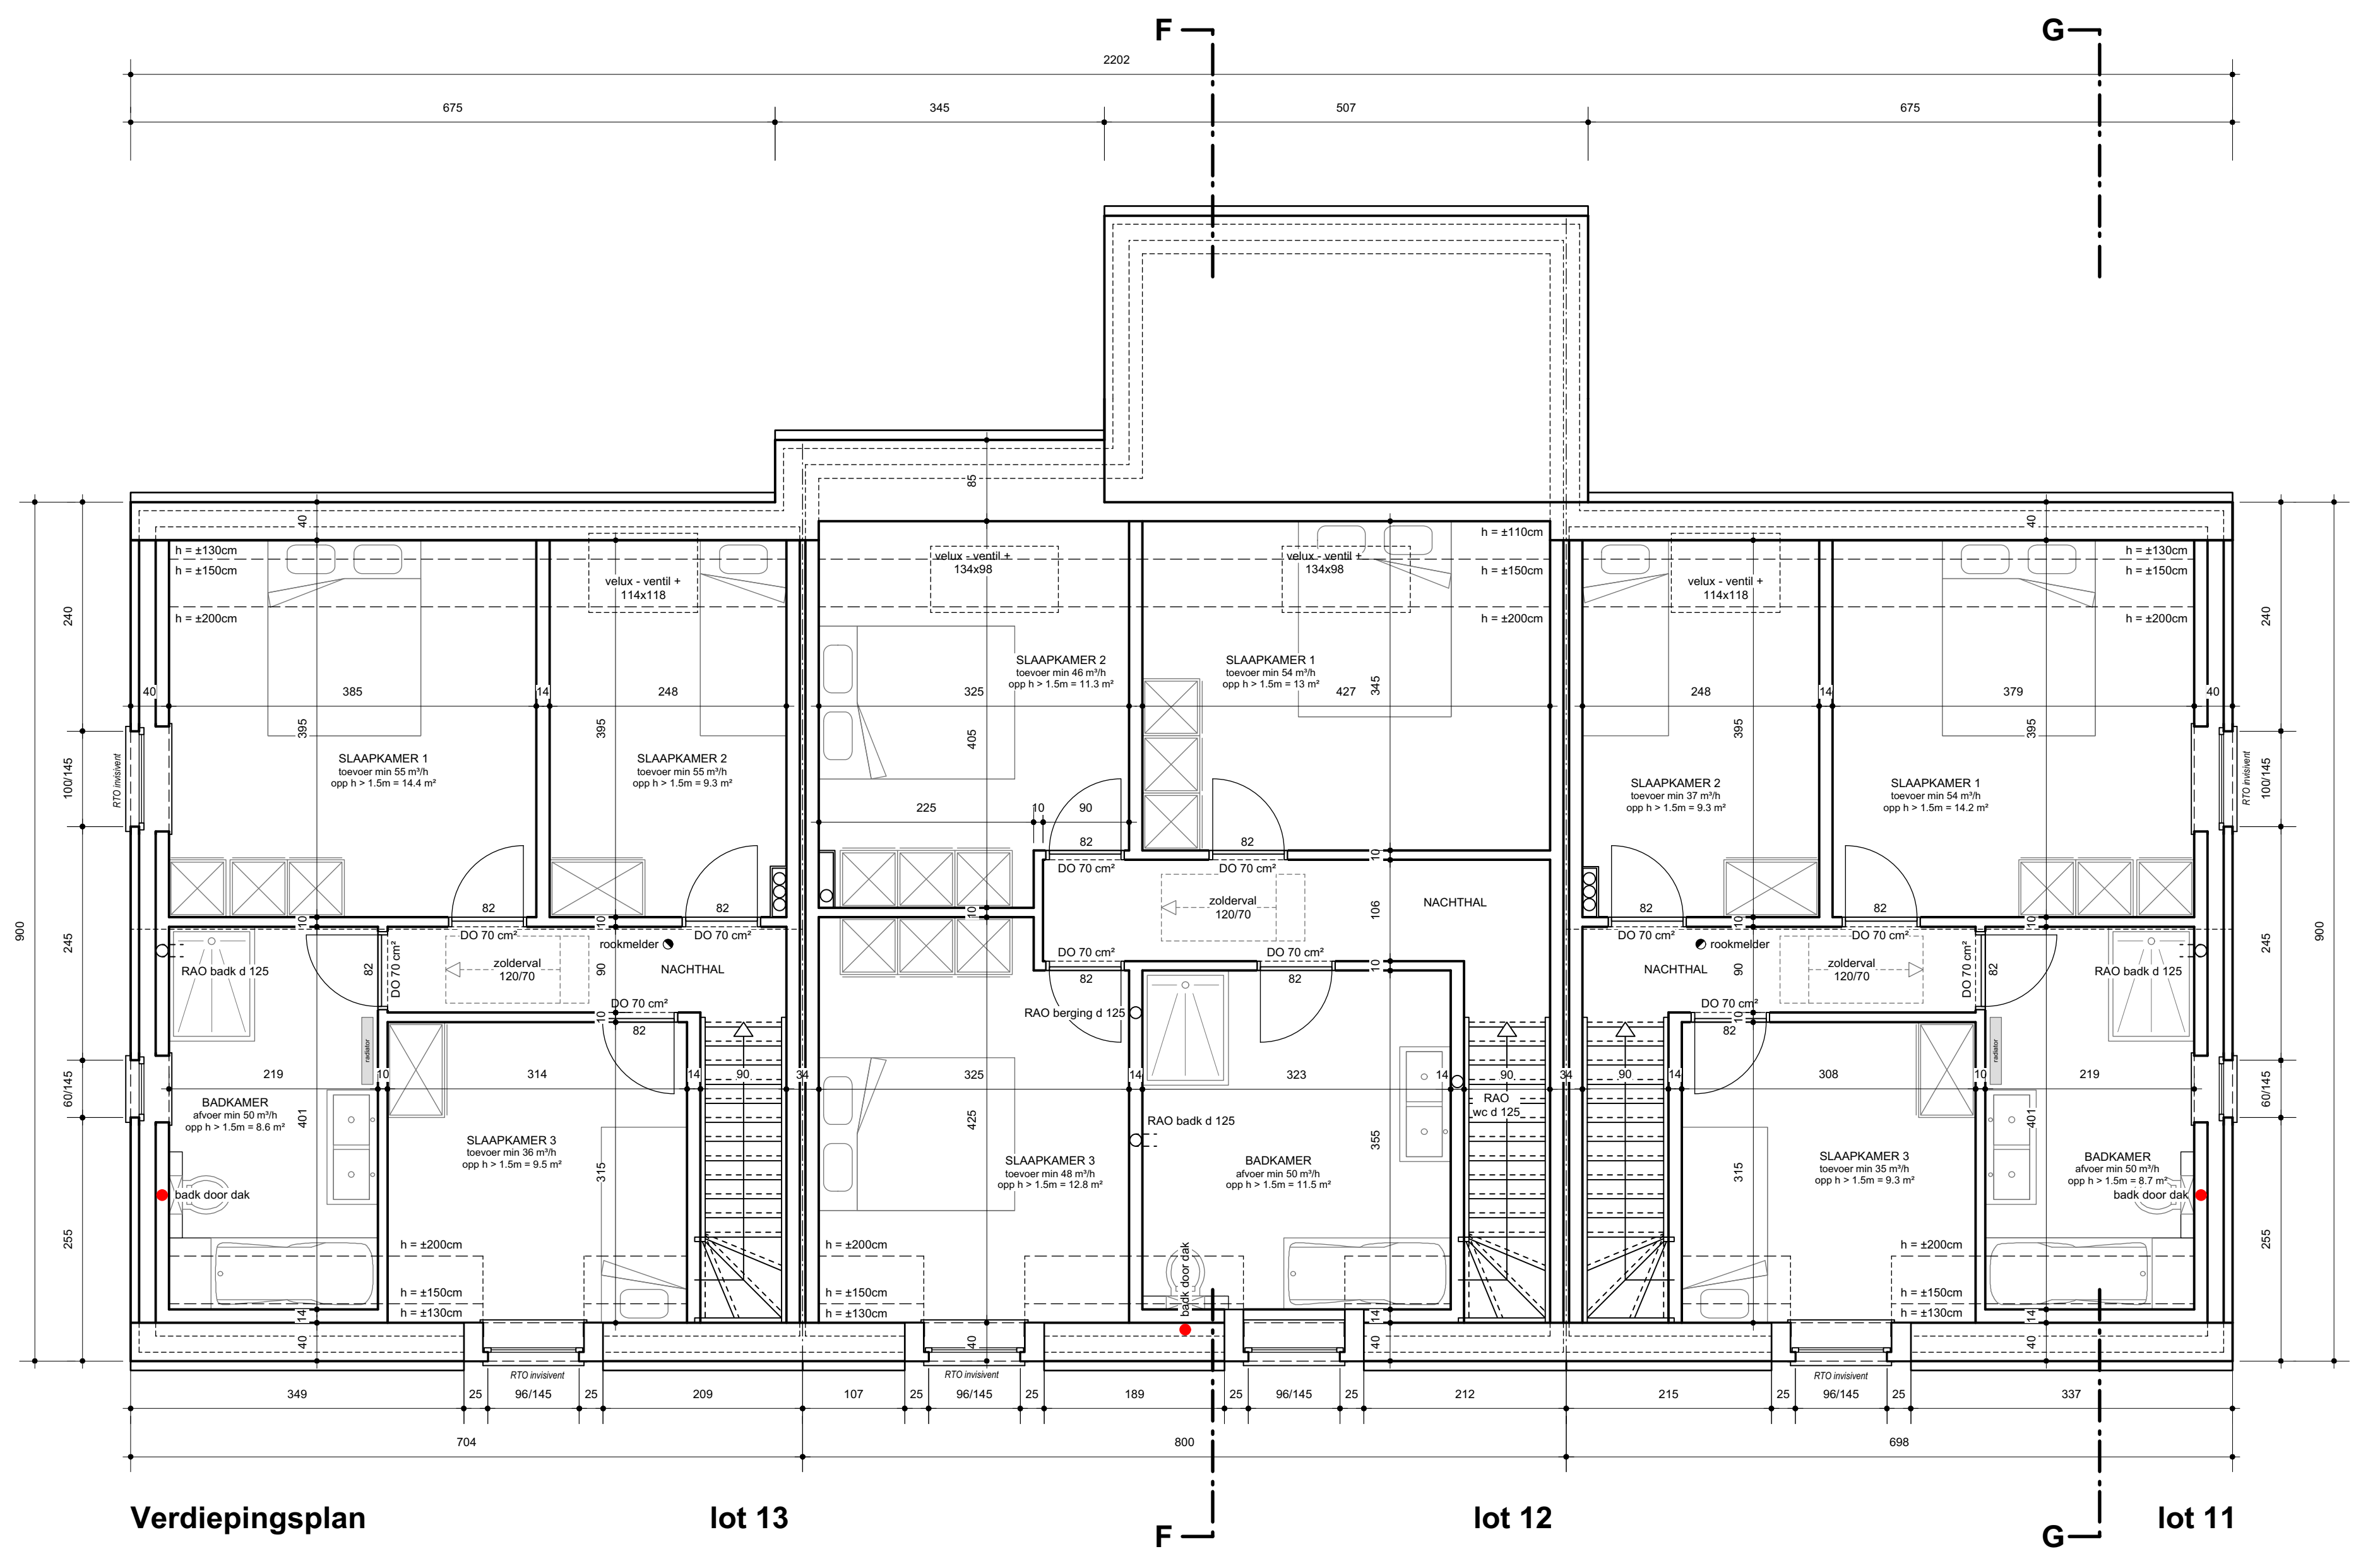 F
G
2202
675
345
507
675
85
40
40
h = ±130cm
h = ±150cm
h = ±200cm
velux - ventil +
114x118
velux - ventil +
134x98
velux - ventil +
134x98
h = ±110cm
h = ±150cm
h = ±200cm
velux - ventil +
114x118
h = ±130cm
h = ±150cm
h = ±200cm
900
240
100/145
245
60/145
255
RTO invisivent
40
385
14
248
395
395
SLAAPKAMER 1
toevoer min 55 m³/h
opp h > 1.5m = 14.4 m²
SLAAPKAMER 2
toevoer min 55 m³/h
opp h > 1.5m = 9.3 m²
SLAAPKAMER 2
toevoer min 46 m³/h
opp h > 1.5m = 11.3 m²
325
405
SLAAPKAMER 1
toevoer min 54 m³/h
opp h > 1.5m = 13 m²
427
345
248
14
379
40
395
395
SLAAPKAMER 2
toevoer min 37 m³/h
opp h > 1.5m = 9.3 m²
SLAAPKAMER 1
toevoer min 54 m³/h
opp h > 1.5m = 14.2 m²
RTO invisivent
240
100/145
245
60/145
255
900
225
10
90
82
DO 70 cm²
82
DO 70 cm²
10
82
82
10
10
DO 70 cm²
DO 70 cm²
rookmelder
zolderval
120/70
90
NACHTHAL
RAO badk d 125
82
DO 70 cm²
DO 70 cm²
10
82
10
zolderval
120/70
106
NACHTHAL
DO 70 cm²
DO 70 cm²
10
82
82
RAO berging d 125
82
82
10
10
DO 70 cm²
DO 70 cm²
rookmelder
NACHTHAL
90
zolderval
120/70
DO 70 cm²
82
RAO badk d 125
DO 70 cm²
10
82
radiator
219
10
314
14
90
34
325
14
323
14
90
34
90
14
308
10
219
radiator
BADKAMER
afvoer min 50 m³/h
opp h > 1.5m = 8.6 m²
401
SLAAPKAMER 3
toevoer min 36 m³/h
opp h > 1.5m = 9.5 m²
315
badk door dak
425
SLAAPKAMER 3
toevoer min 48 m³/h
opp h > 1.5m = 12.8 m²
RAO badk d 125
BADKAMER
afvoer min 50 m³/h
opp h > 1.5m = 11.5 m²
355
RAO
wc d 125
badk door dak
315
SLAAPKAMER 3
toevoer min 35 m³/h
opp h > 1.5m = 9.3 m²
401
BADKAMER
afvoer min 50 m³/h
opp h > 1.5m = 8.7 m²
badk door dak
h = ±200cm
h = ±150cm
h = ±130cm
h = ±200cm
h = ±150cm
h = ±130cm
h = ±200cm
h = ±150cm
h = ±130cm
14
40
40
14
40
14
40
RTO invisivent
RTO invisivent
RTO invisivent
349
25
96/145
25
209
107
25
96/145
25
189
25
96/145
25
212
215
25
96/145
25
337
704
800
698
Verdiepingsplan
lot 13
lot 12
lot 11
F
G